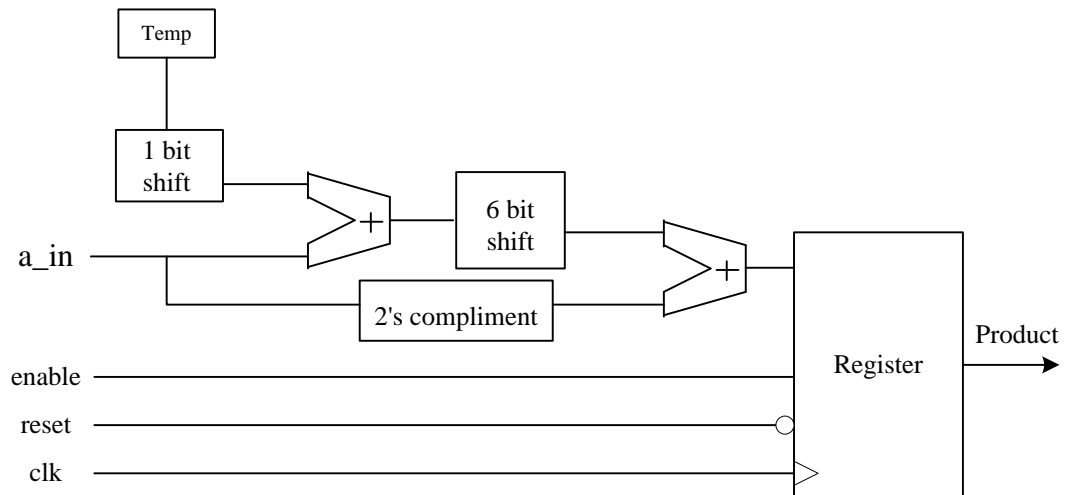 Temp
1 bit
shift
+
6 bit
shift
a_in
+
2's compliment
Product
Register
enable
reset
clk